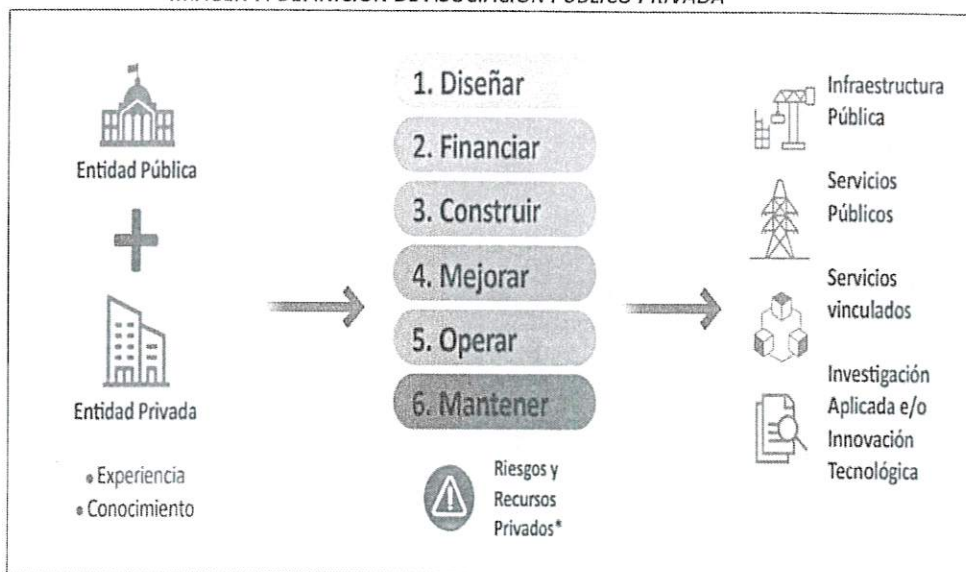 Entidad Pública
Entidad Privada
• Experiencia
• Conocimiento
1. Diseñar
2. Financiar
3. Construir
4. Mejorar
5. Operar
6. Mantener
Riesgos y
Recursos
Privados*
Infraestructura
Pública
Servicios
Públicos
Servicios
vinculados
Investigación
Aplicada e/o
Innovación
Tecnológica